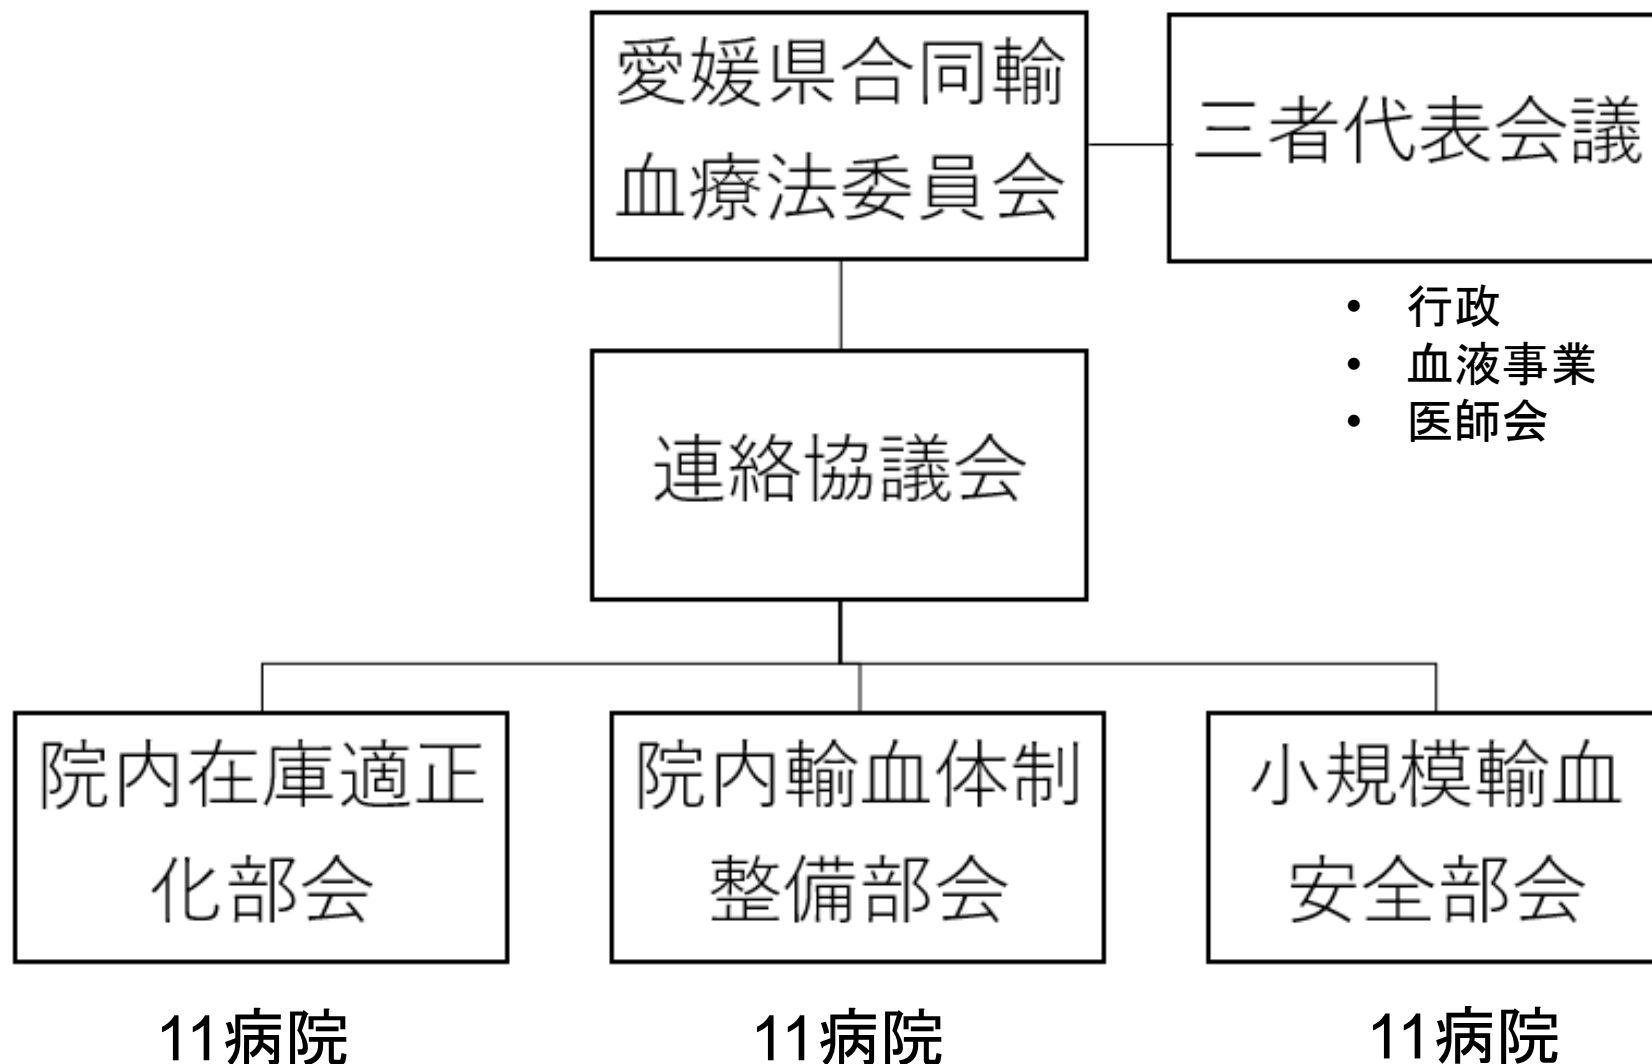 愛媛県合同輸
血療法委員会
三者代表会議
• 行政
• 血液事業
• 医師会
連絡協議会
院内在庫適正
化部会
院内輸血体制
整備部会
小規模輸血
安全部会
11病院
11病院
11病院